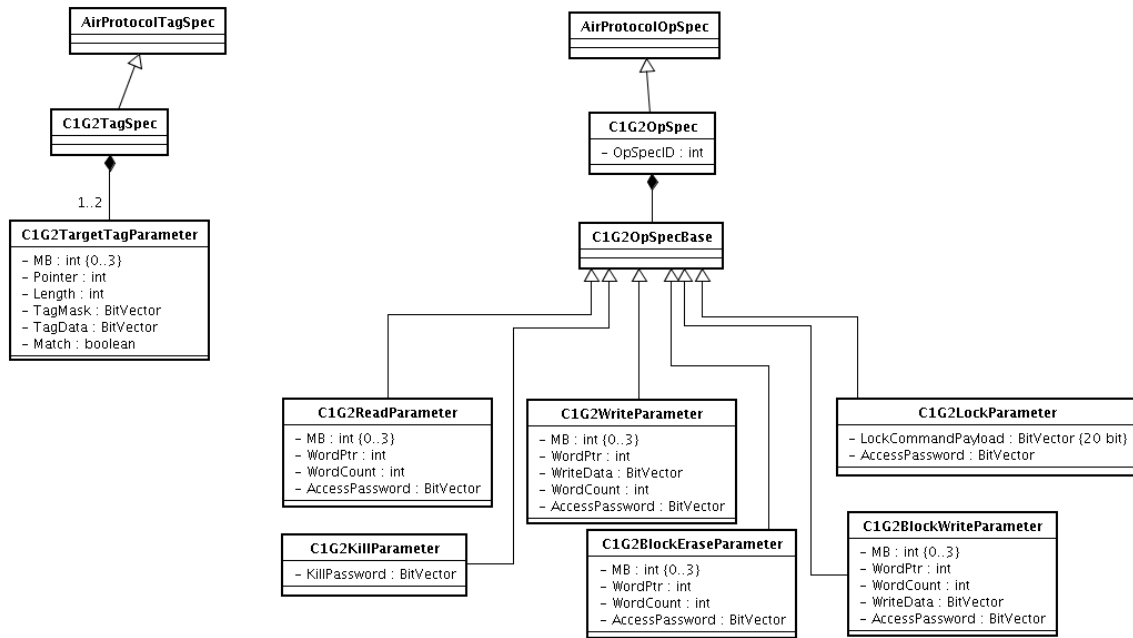 AirProtocolTagSpec
C1G2TagSpec
1..2
C1G2TargetTagParameter
- MB : int {0..3}
- Pointer : int
- Length : int
- TagMask : BitVector
- TagData : BitVector
- Match : boolean
AirProtocolOpSpec
C1G2OpSpec
- OpSpecID : int
C1G2OpSpecBase
C1G2ReadParameter
- MB : int {0..3}
- WordPtr : int
- WordCount : int
- AccessPassword : BitVector
C1G2WriteParameter
- MB : int {0..3}
- WordPtr : int
- WriteData : BitVector
- WordCount : int
- AccessPassword : BitVector
C1G2LockParameter
- LockCommandPayload : BitVector {20 bit}
- AccessPassword : BitVector
C1G2KillParameter
- KillPassword : BitVector
C1G2BlockEraseParameter
- MB : int {0..3}
- WordPtr : int
- WordCount : int
- AccessPassword : BitVector
C1G2BlockWriteParameter
- MB : int {0..3}
- WordPtr : int
- WordCount : int
- WriteData : BitVector
- AccessPassword : BitVector